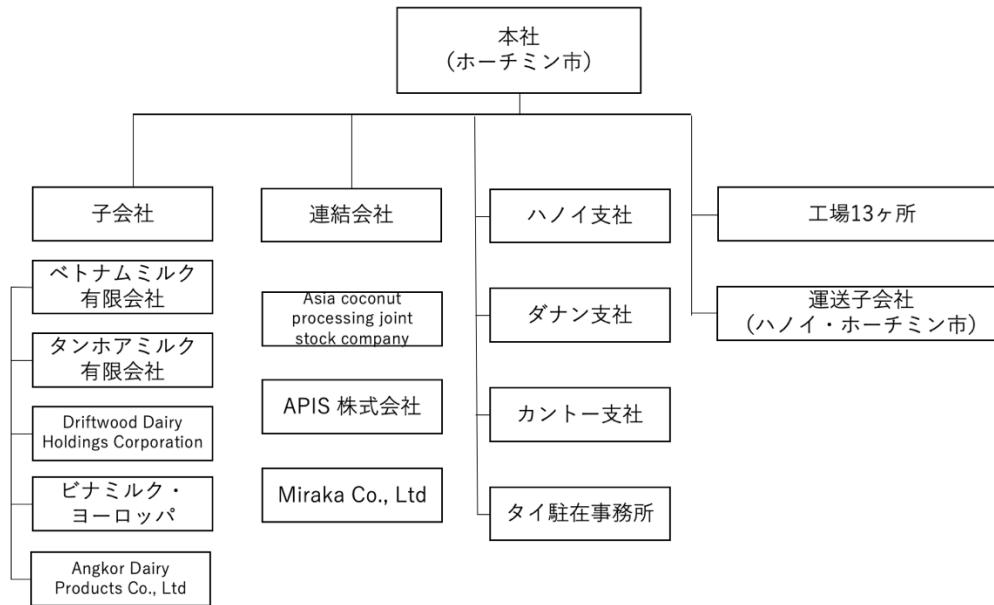 本社
（ホーチミン市）
子会社
連結会社
ハノイ支社
工場13ヶ所
ベトナムミルク
有限会社
タンホアミルク
有限会社
Driftwood Dairy
Holdings Corporation
ビナミルク・
ヨーロッパ
Angkor Dairy
Products Co., Ltd
Asia coconut
processing joint
stock company
APIS 株式会社
Miraka Co., Ltd
ダナン支社
カントー支社
タイ駐在事務所
運送子会社
（ハノイ・ホーチミン市）